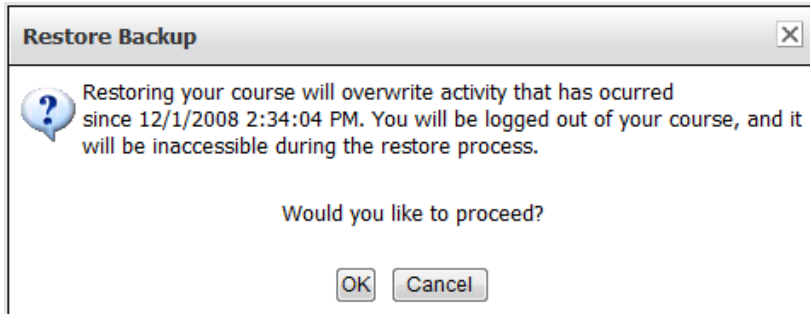 Restore Backup
Restoring your course will overwrite activity that has ocurred
since 12/1/2008 2:34:04 PM. You will be logged out of your course, and it
will be inaccessible during the restore process.
Would you like to proceed?
OK Cancel